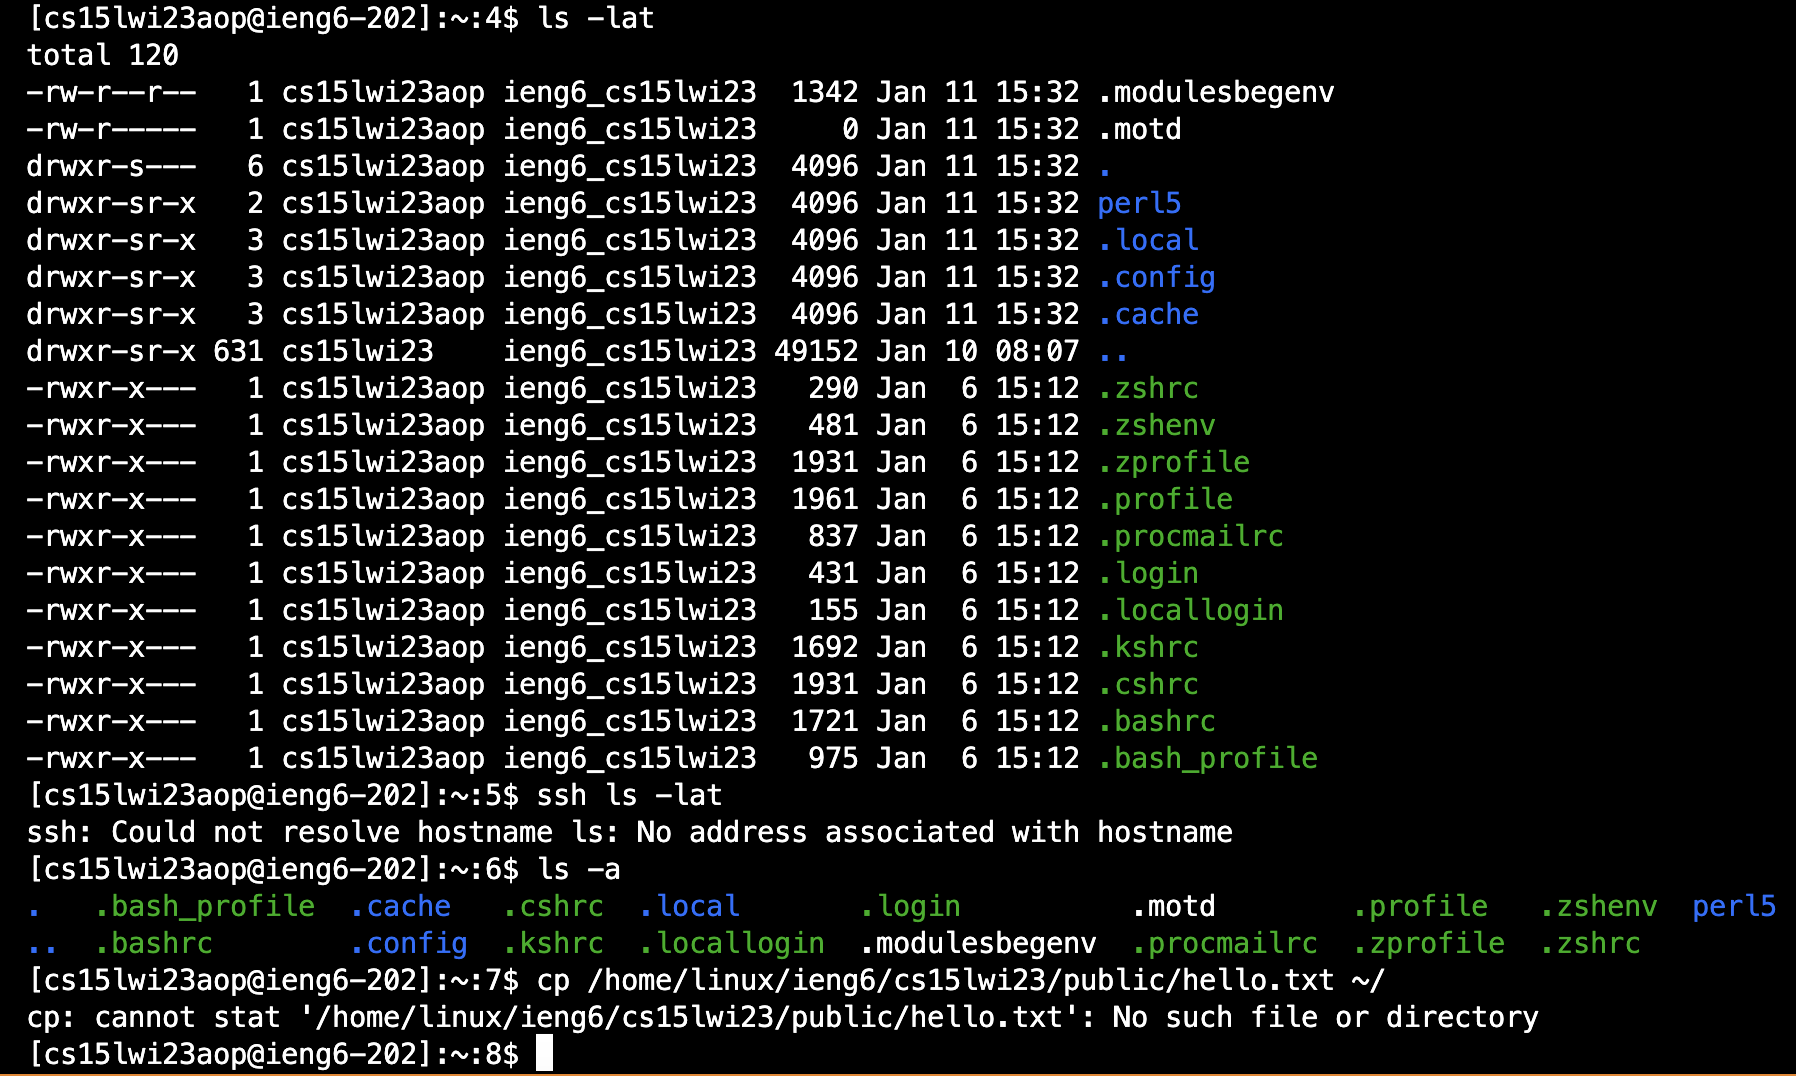 [cs15lwi23aop@ieng6-202]:~:4$ ls -lat
total 120
-rw-r--r--   1 cs15lwi23aop ieng6_cs15lwi23  1342 Jan 11 15:32 .modulesbegenv
-rw-r-----   1 cs15lwi23aop ieng6_cs15lwi23     0 Jan 11 15:32 .motd
drwxr-s---   6 cs15lwi23aop ieng6_cs15lwi23  4096 Jan 11 15:32 .
drwxr-sr-x   2 cs15lwi23aop ieng6_cs15lwi23  4096 Jan 11 15:32 perl5
drwxr-sr-x   3 cs15lwi23aop ieng6_cs15lwi23  4096 Jan 11 15:32 .local
drwxr-sr-x   3 cs15lwi23aop ieng6_cs15lwi23  4096 Jan 11 15:32 .config
drwxr-sr-x   3 cs15lwi23aop ieng6_cs15lwi23  4096 Jan 11 15:32 .cache
drwxr-sr-x 631 cs15lwi23    ieng6_cs15lwi23 49152 Jan 10 08:07 ..
-rwxr-x---   1 cs15lwi23aop ieng6_cs15lwi23   290 Jan  6 15:12 .zshrc
-rwxr-x---   1 cs15lwi23aop ieng6_cs15lwi23   481 Jan  6 15:12 .zshenv
-rwxr-x---   1 cs15lwi23aop ieng6_cs15lwi23  1931 Jan  6 15:12 .zprofile
-rwxr-x---   1 cs15lwi23aop ieng6_cs15lwi23  1961 Jan  6 15:12 .profile
-rwxr-x---   1 cs15lwi23aop ieng6_cs15lwi23   837 Jan  6 15:12 .procmailrc
-rwxr-x---   1 cs15lwi23aop ieng6_cs15lwi23   431 Jan  6 15:12 .login
-rwxr-x---   1 cs15lwi23aop ieng6_cs15lwi23   155 Jan  6 15:12 .locallogin
-rwxr-x---   1 cs15lwi23aop ieng6_cs15lwi23  1692 Jan  6 15:12 .kshrc
-rwxr-x---   1 cs15lwi23aop ieng6_cs15lwi23  1931 Jan  6 15:12 .cshrc
-rwxr-x---   1 cs15lwi23aop ieng6_cs15lwi23  1721 Jan  6 15:12 .bashrc
-rwxr-x---   1 cs15lwi23aop ieng6_cs15lwi23   975 Jan  6 15:12 .bash_profile
[cs15lwi23aop@ieng6-202]:~:5$ ssh ls -lat
ssh: Could not resolve hostname ls: No address associated with hostname
[cs15lwi23aop@ieng6-202]:~:6$ ls -a
.   .bash_profile  .cache   .cshrc  .local       .login          .motd        .profile   .zshenv  perl5
..  .bashrc        .config  .kshrc  .locallogin  .modulesbegenv  .procmailrc  .zprofile  .zshrc
[cs15lwi23aop@ieng6-202]:~:7$ cp /home/linux/ieng6/cs15lwi23/public/hello.txt ~/
cp: cannot stat '/home/linux/ieng6/cs15lwi23/public/hello.txt': No such file or directory
[cs15lwi23aop@ieng6-202]:~:8$